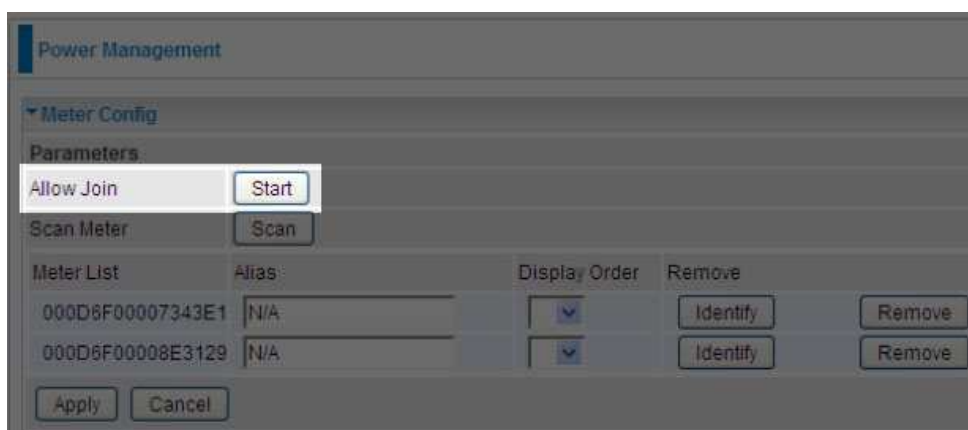 Power Management
Meter Config
Parameters
Allow Join Start
Scan Meter Scan
Meter List Alias Display Order Remove
000D6F00007343E1 N/A Identify Remove
000D6F00008E3129 N/A Identify Remove
Apply Cancel